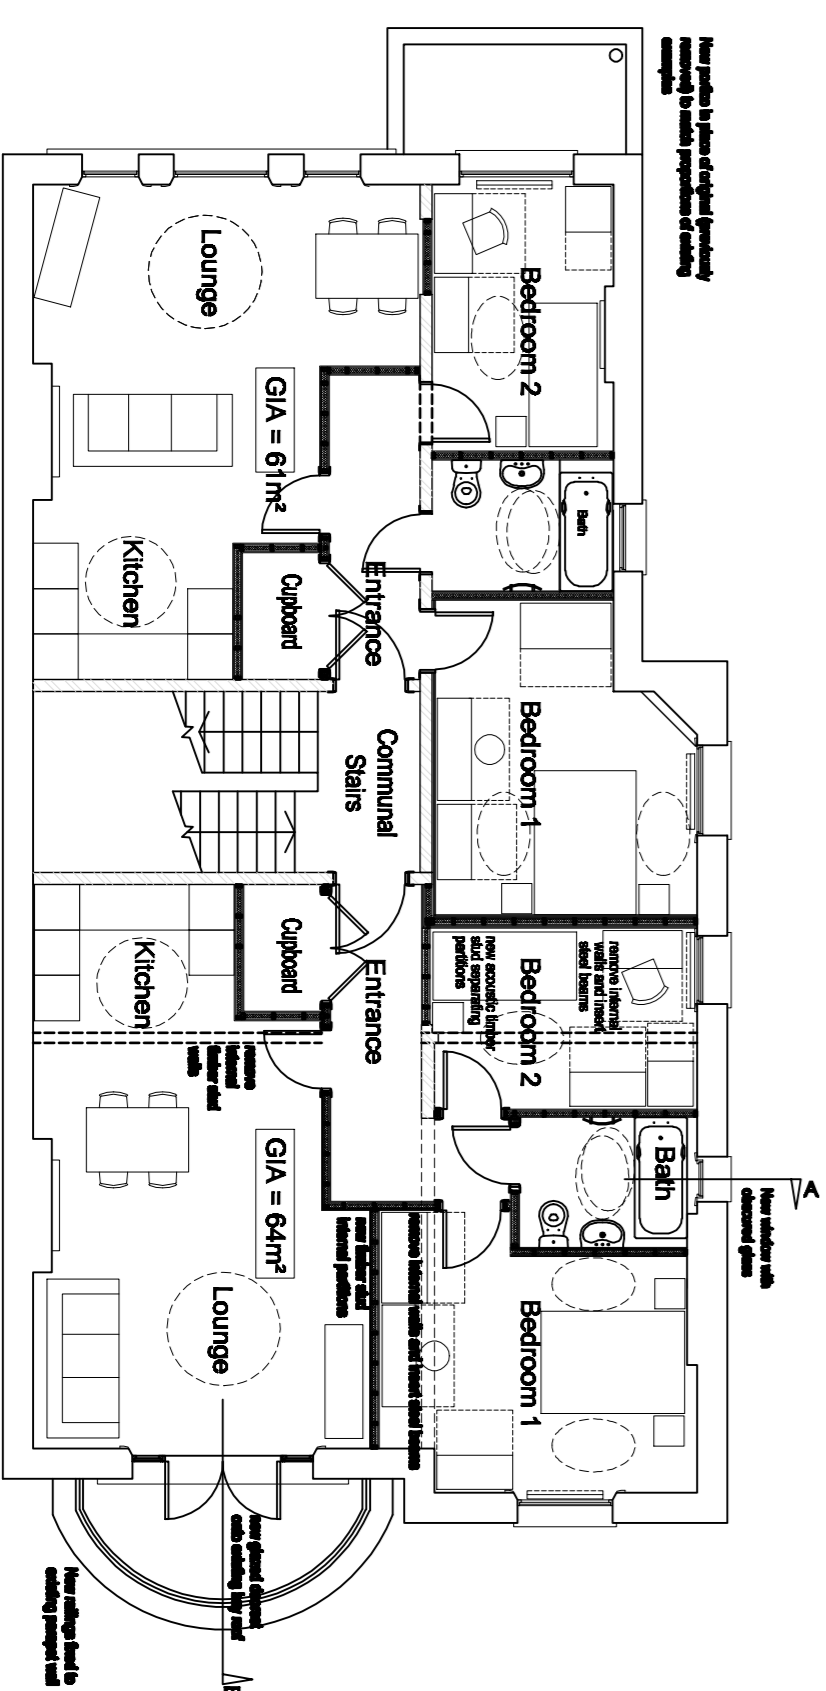 New portico in place of original (previously
removed) to match proportions of existing
examples
Lounge
Bedroom 2
GIA = 61m²
Bath
Kitchen
Cupboard
Entrance
Bedroom 1
Communal
Stairs
Cupboard
Kitchen
Entrance
Bedroom 2
remove internal
walls and insert
steel beams
new acoustic timber
stud separating
partitions
remove
internal
timber stud
walls
GIA = 64m²
Bath
A
New window with
obscured glass
new timber stud
internal partitions
remove internal walls and insert steel beams
Lounge
Bedroom 1
new glazed doorset
onto existing bay roof
New railings fixed to
existing parapet wall